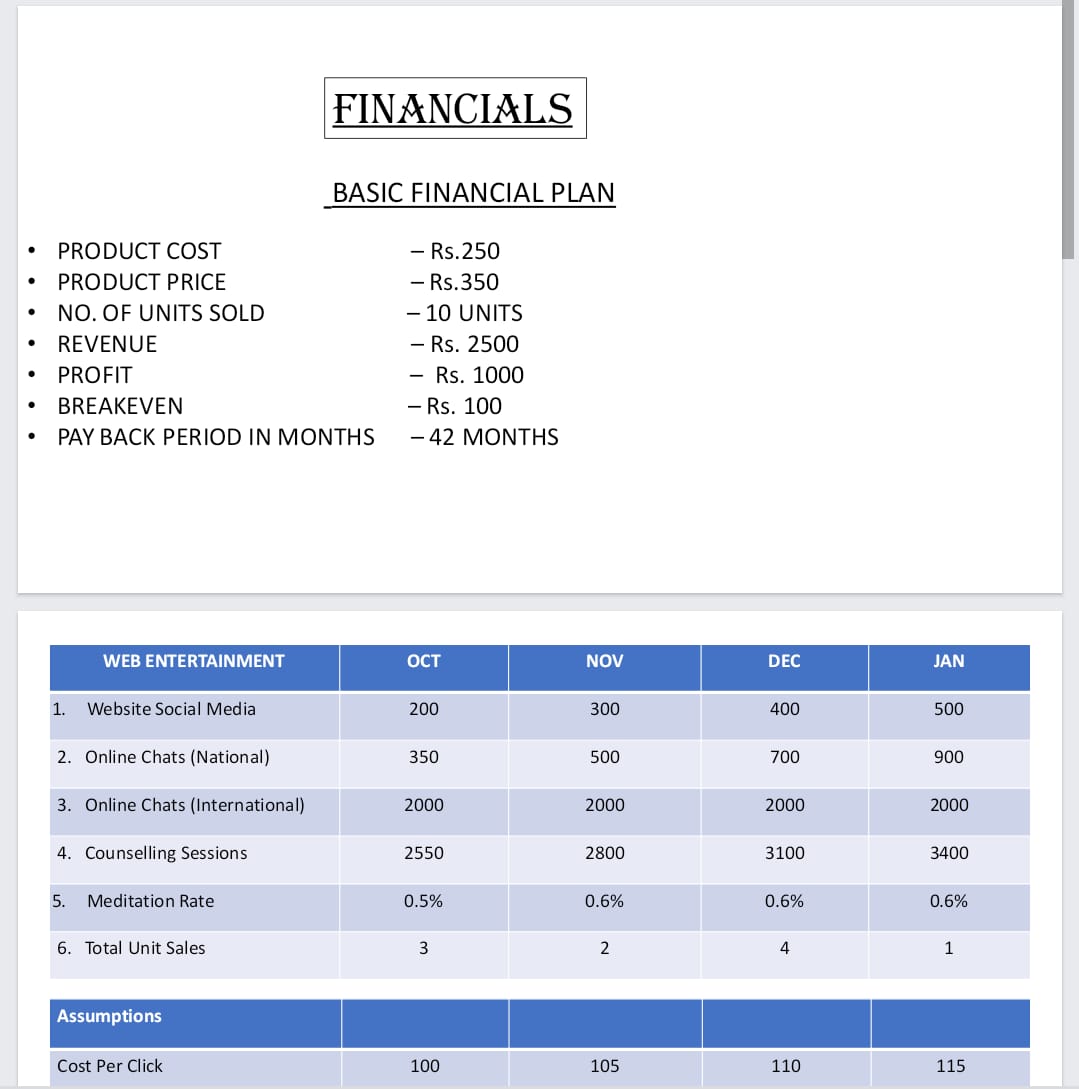 FINANCIALS
BASIC FINANCIAL PLAN
• PRODUCT COST – Rs.250
• PRODUCT PRICE – Rs.350
• NO. OF UNITS SOLD – 10 UNITS
• REVENUE – Rs. 2500
• PROFIT – Rs. 1000
• BREAKEVEN – Rs. 100
• PAY BACK PERIOD IN MONTHS – 42 MONTHS
WEB ENTERTAINMENT OCT NOV DEC JAN
1. Website Social Media 200 300 400 500
2. Online Chats (National) 350 500 700 900
3. Online Chats (International) 2000 2000 2000 2000
4. Counselling Sessions 2550 2800 3100 3400
5. Meditation Rate 0.5% 0.6% 0.6% 0.6%
6. Total Unit Sales 3 2 4 1
Assumptions
Cost Per Click 100 105 110 115